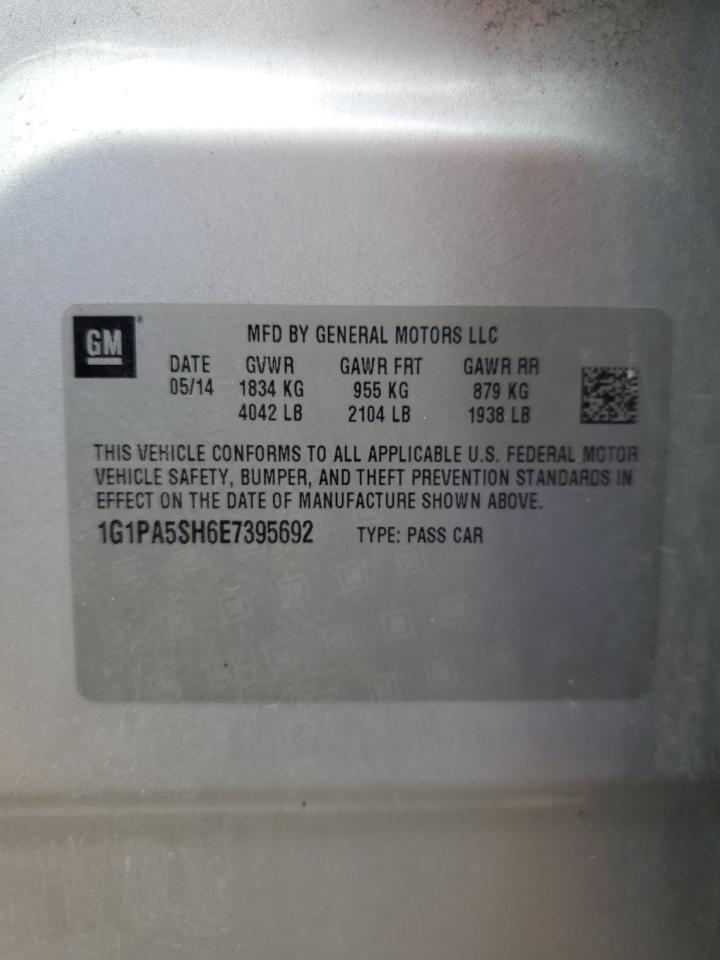 GM®
MFD BY GENERAL MOTORS LLC
DATE GVWR GAWR FRT GAWR RR
05/14 1834 KG 955 KG 879 KG
4042 LB 2104 LB 1938 LB
THIS VEHICLE CONFORMS TO ALL APPLICABLE U.S. FEDERAL MOTOR
VEHICLE SAFETY, BUMPER, AND THEFT PREVENTION STANDARDS IN
EFFECT ON THE DATE OF MANUFACTURE SHOWN ABOVE.
1G1PA5SH6E7395692 TYPE: PASS CAR